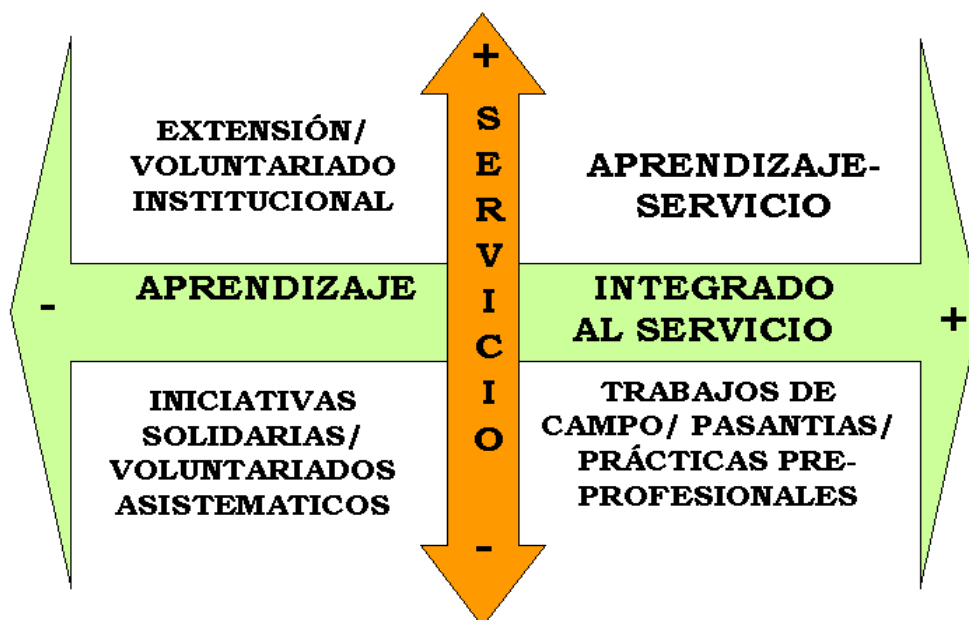 +
SERVICIO
-
EXTENSIÓN/
VOLUNTARIADO
INSTITUCIONAL
APRENDIZAJE-
SERVICIO
-
APRENDIZAJE
INTEGRADO
AL SERVICIO
+
INICIATIVAS
SOLIDARIAS/
VOLUNTARIADOS
ASISTEMATICOS
TRABAJOS DE
CAMPO/ PASANTIAS/
PRÁCTICAS PRE-
PROFESIONALES